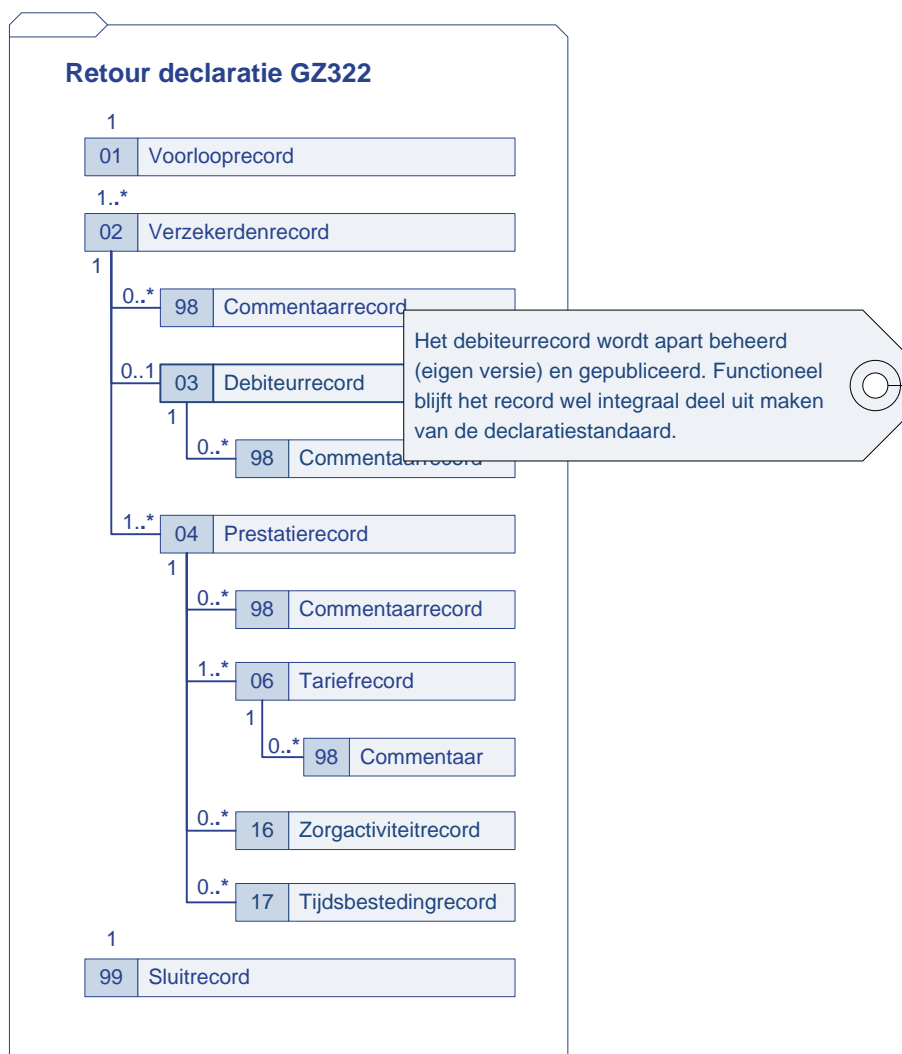 Retour declaratie GZ322
1
01 Voorlooprecord
1..*
02 Verzekerdenrecord
1
0..* 98 Commentaarrecord
Het debiteurrecord wordt apart beheerd
(eigen versie) en gepubliceerd. Functioneel
blijft het record wel integraal deel uit maken
van de declaratiestandaard.
0..1 03 Debiteurrecord
1
0..* 98 Commentaarrecord
1..* 04 Prestatierecord
1
0..* 98 Commentaarrecord
1..* 06 Tariefrecord
1
0..* 98 Commentaar
0..* 16 Zorgactiviteitrecord
0..* 17 Tijdsbestedingrecord
1
99 Sluitrecord